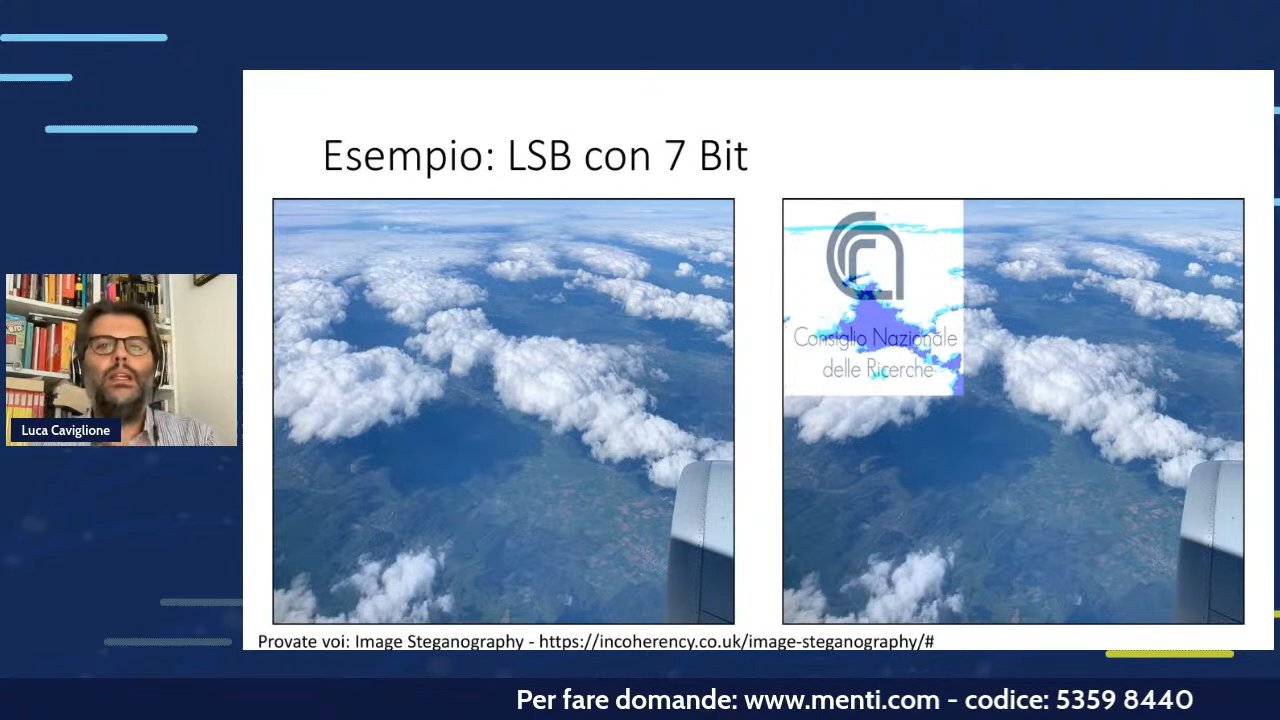 Esempio: LSB con 7 Bit
Consiglio Nazionale
delle Ricerche
Luca Caviglione
Provate voi: Image Steganography - https://incoherency.co.uk/image-steganography/#
Per fare domande: www.menti.com - codice: 5359 8440